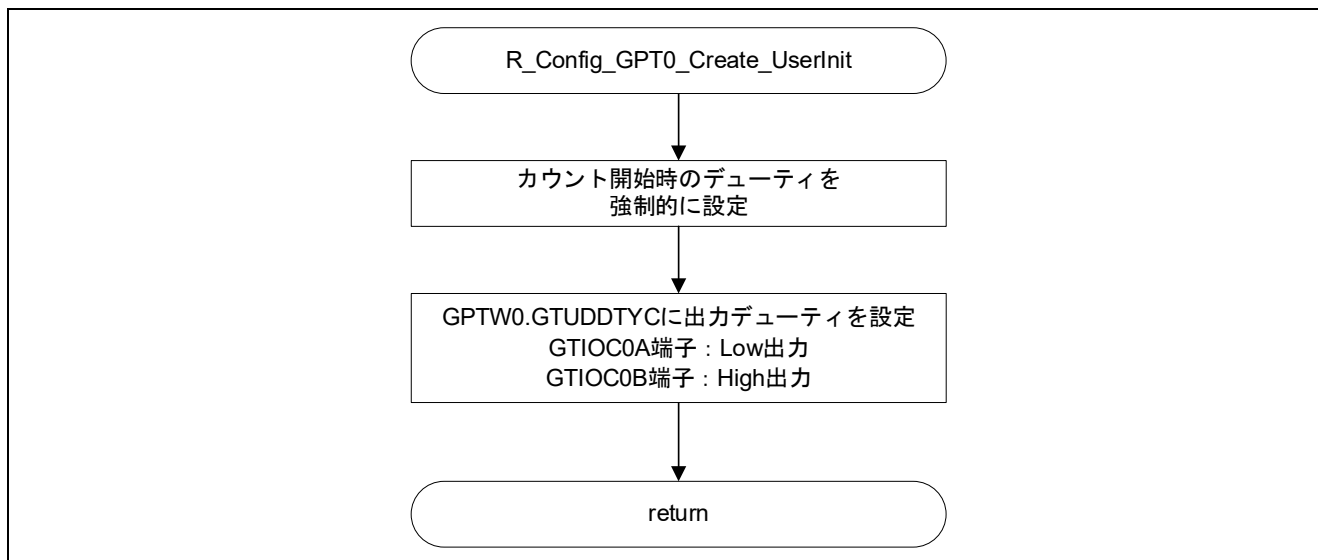 R_Config_GPT0_Create_UserInit
カウント開始時のデューティを
強制的に設定
GPTW0.GTUDDTYCに出力デューティを設定
GTIOC0A端子：Low出力
GTIOC0B端子：High出力
return